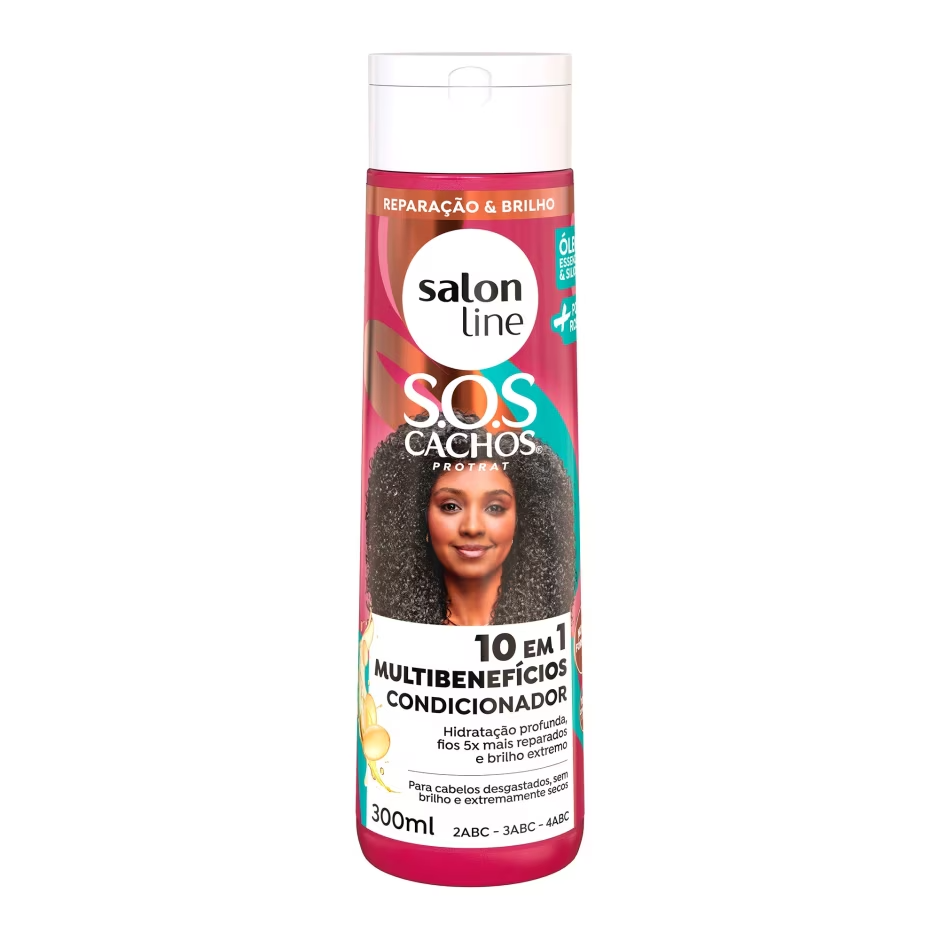 REPARAÇÃO & BRILHO
salon
line
S.O.S
CACHOS®
PROTRAT
10 EM 1
MULTIBENEFÍCIOS
CONDICIONADOR
Hidratação profunda,
fios 5x mais reparados
e brilho extremo
Para cabelos desgastados, sem
brilho e extremamente secos
300ml
2ABC - 3ABC - 4ABC
&
+